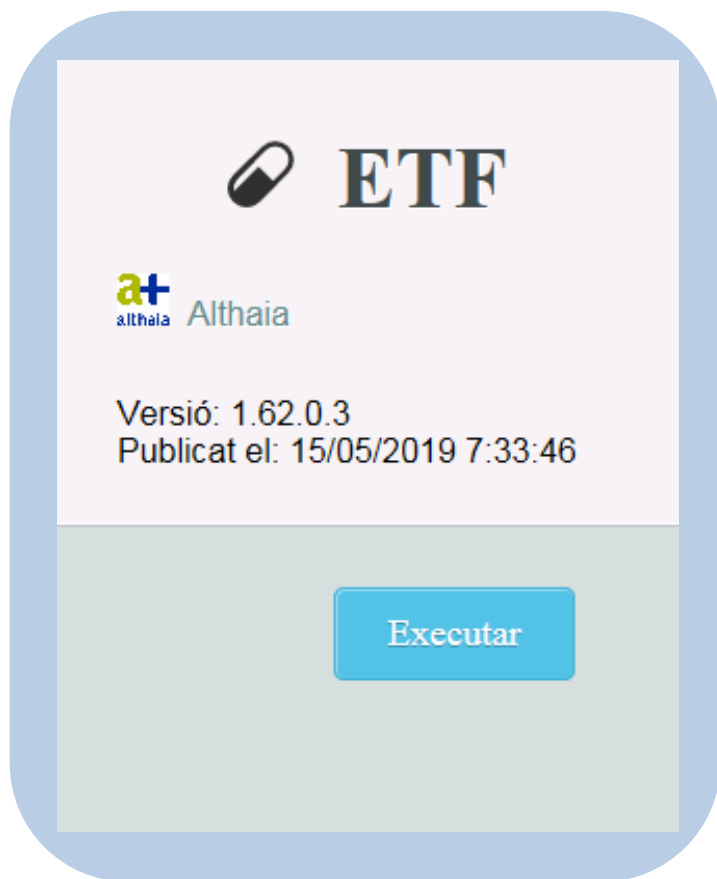 ETF
a+
althaia Althaia
Versió: 1.62.0.3
Publicat el: 15/05/2019 7:33:46
Executar